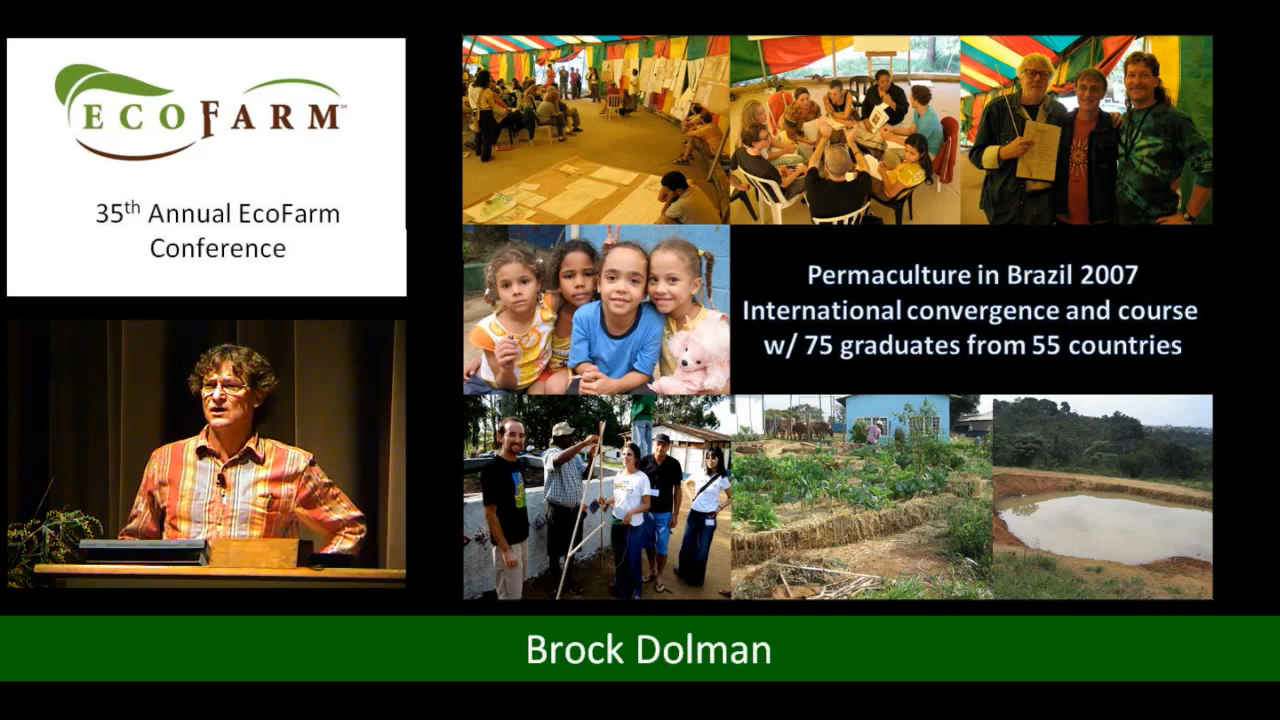 ECOFARM™
35th Annual EcoFarm
Conference
Permaculture in Brazil 2007
International convergence and course
w/ 75 graduates from 55 countries
Brock Dolman